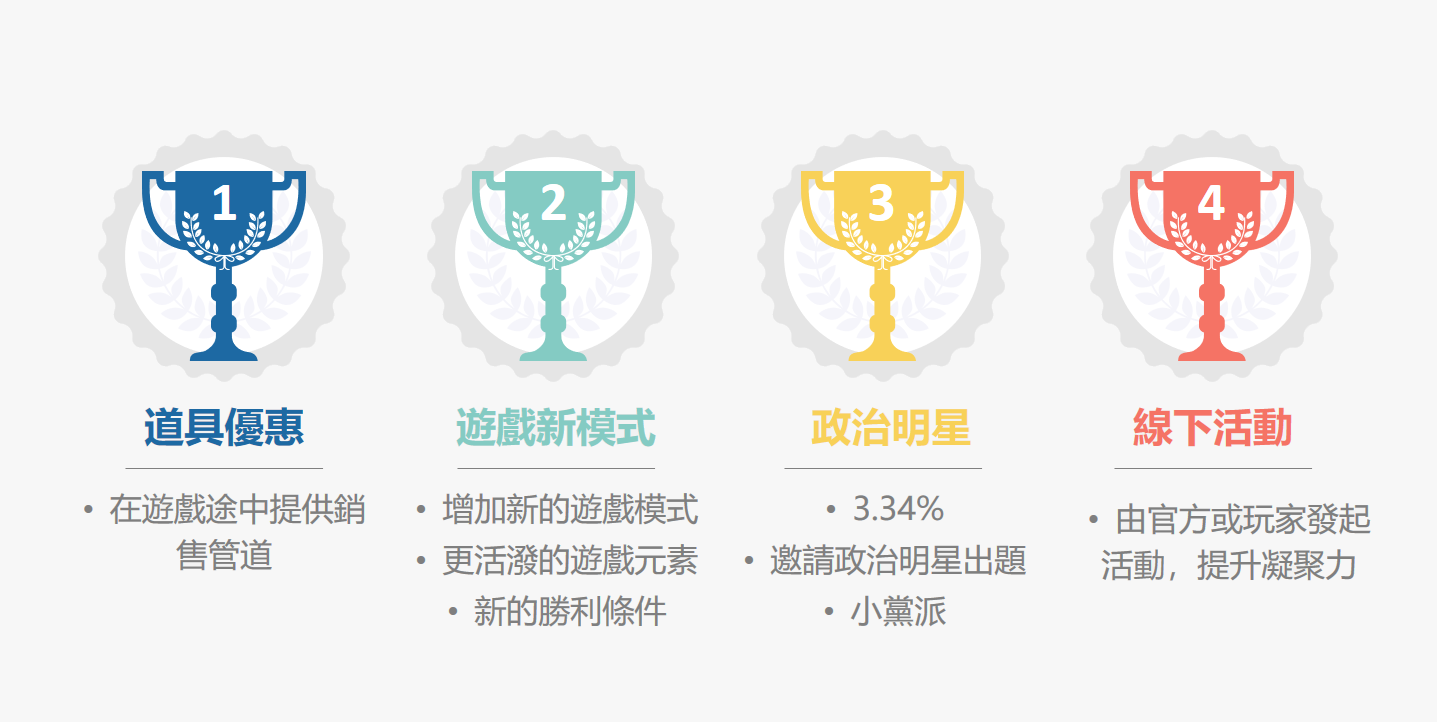 1
道具優惠
• 在遊戲途中提供銷
售管道
2
遊戲新模式
• 增加新的遊戲模式
• 更活潑的遊戲元素
• 新的勝利條件
3
政治明星
• 3.34%
• 邀請政治明星出題
• 小黨派
4
線下活動
• 由官方或玩家發起
活動，提升凝聚力